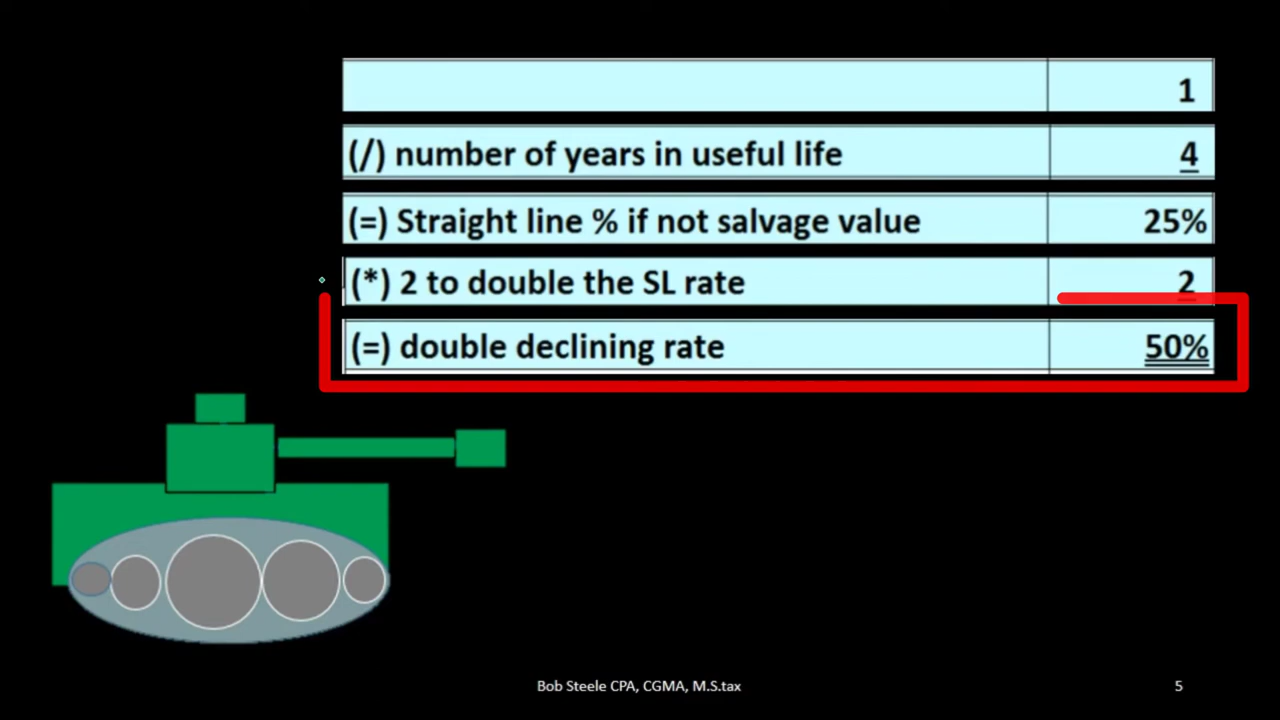 1
(/) number of years in useful life 4
(=) Straight line % if not salvage value 25%
(*) 2 to double the SL rate 2
(=) double declining rate 50%
Bob Steele CPA, CGMA, M.S.tax 5